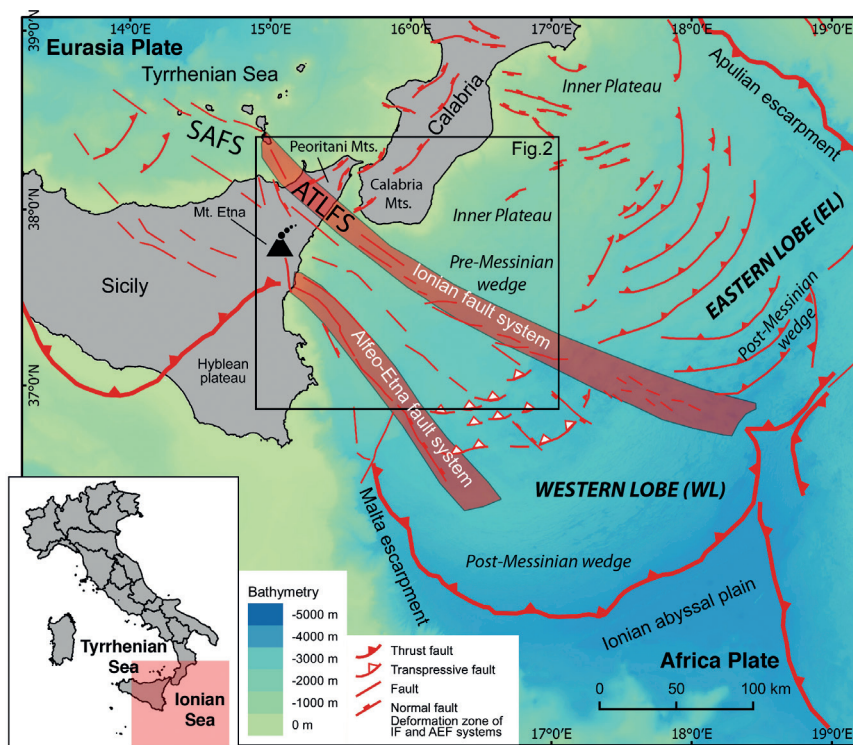 14°0'E
15°0'E
16°0'E
17°0'E
18°0'E
19°0'E
39°0'N
38°0'N
37°0'N
Eurasia Plate
Tyrrhenian Sea
SAFS
Peoritani Mts.
ATLFS
Calabria
Calabria
Mts.
Fig.2
Inner Plateau
Apulian escarpment
Mt. Etna
Inner Plateau
Pre-Messinian
wedge
Ionian fault system
EASTERN LOBE (EL)
Post-Messinian
wedge
Sicily
Hyblean
plateau
Alfeo-Etna fault system
WESTERN LOBE (WL)
Malta escarpment
Post-Messinian wedge
Ionian abyssal plain
Africa Plate
0 50 100 km
17°0'E
18°0'E
19°0'E
Tyrrhenian
Sea
Ionian
Sea
Bathymetry
-5000 m
-4000 m
-3000 m
-2000 m
-1000 m
0 m
Thrust fault
Transpressive fault
Fault
Normal fault
Deformation zone of
IF and AEF systems